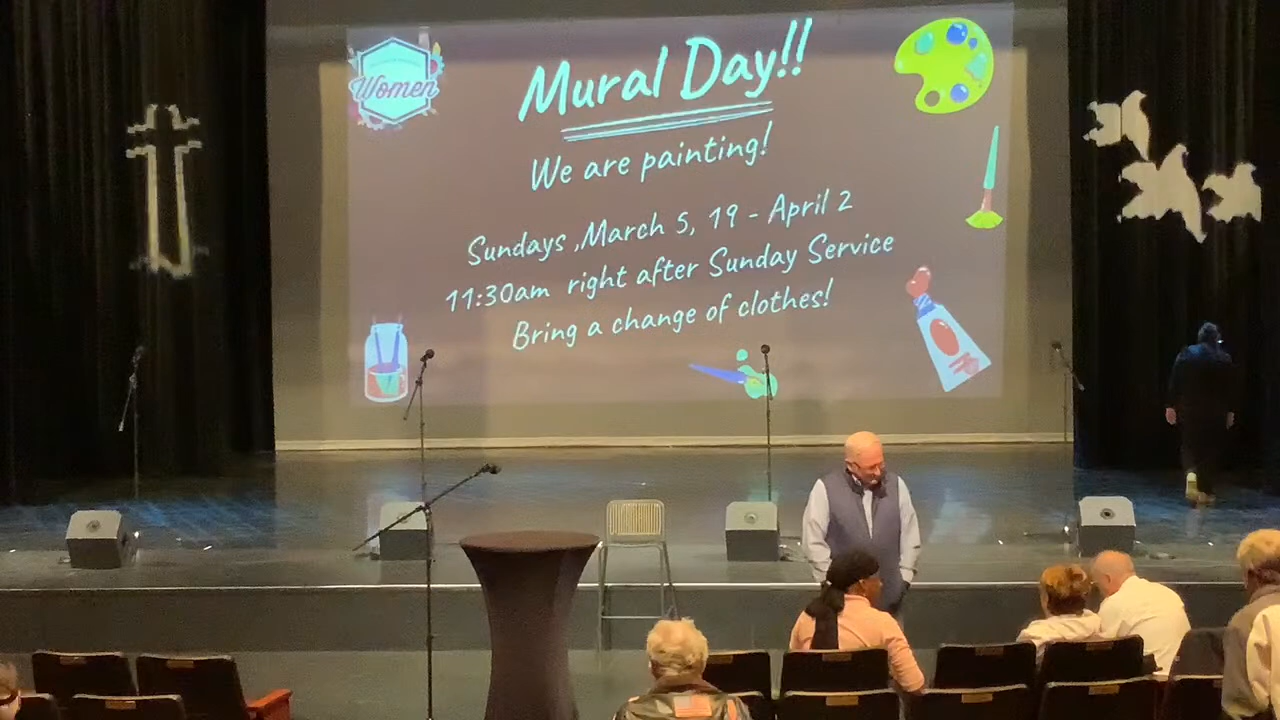 Women
Mural Day!!
We are painting!
Sundays ,March 5, 19 - April 2
11:30am right after Sunday Service
Bring a change of clothes!